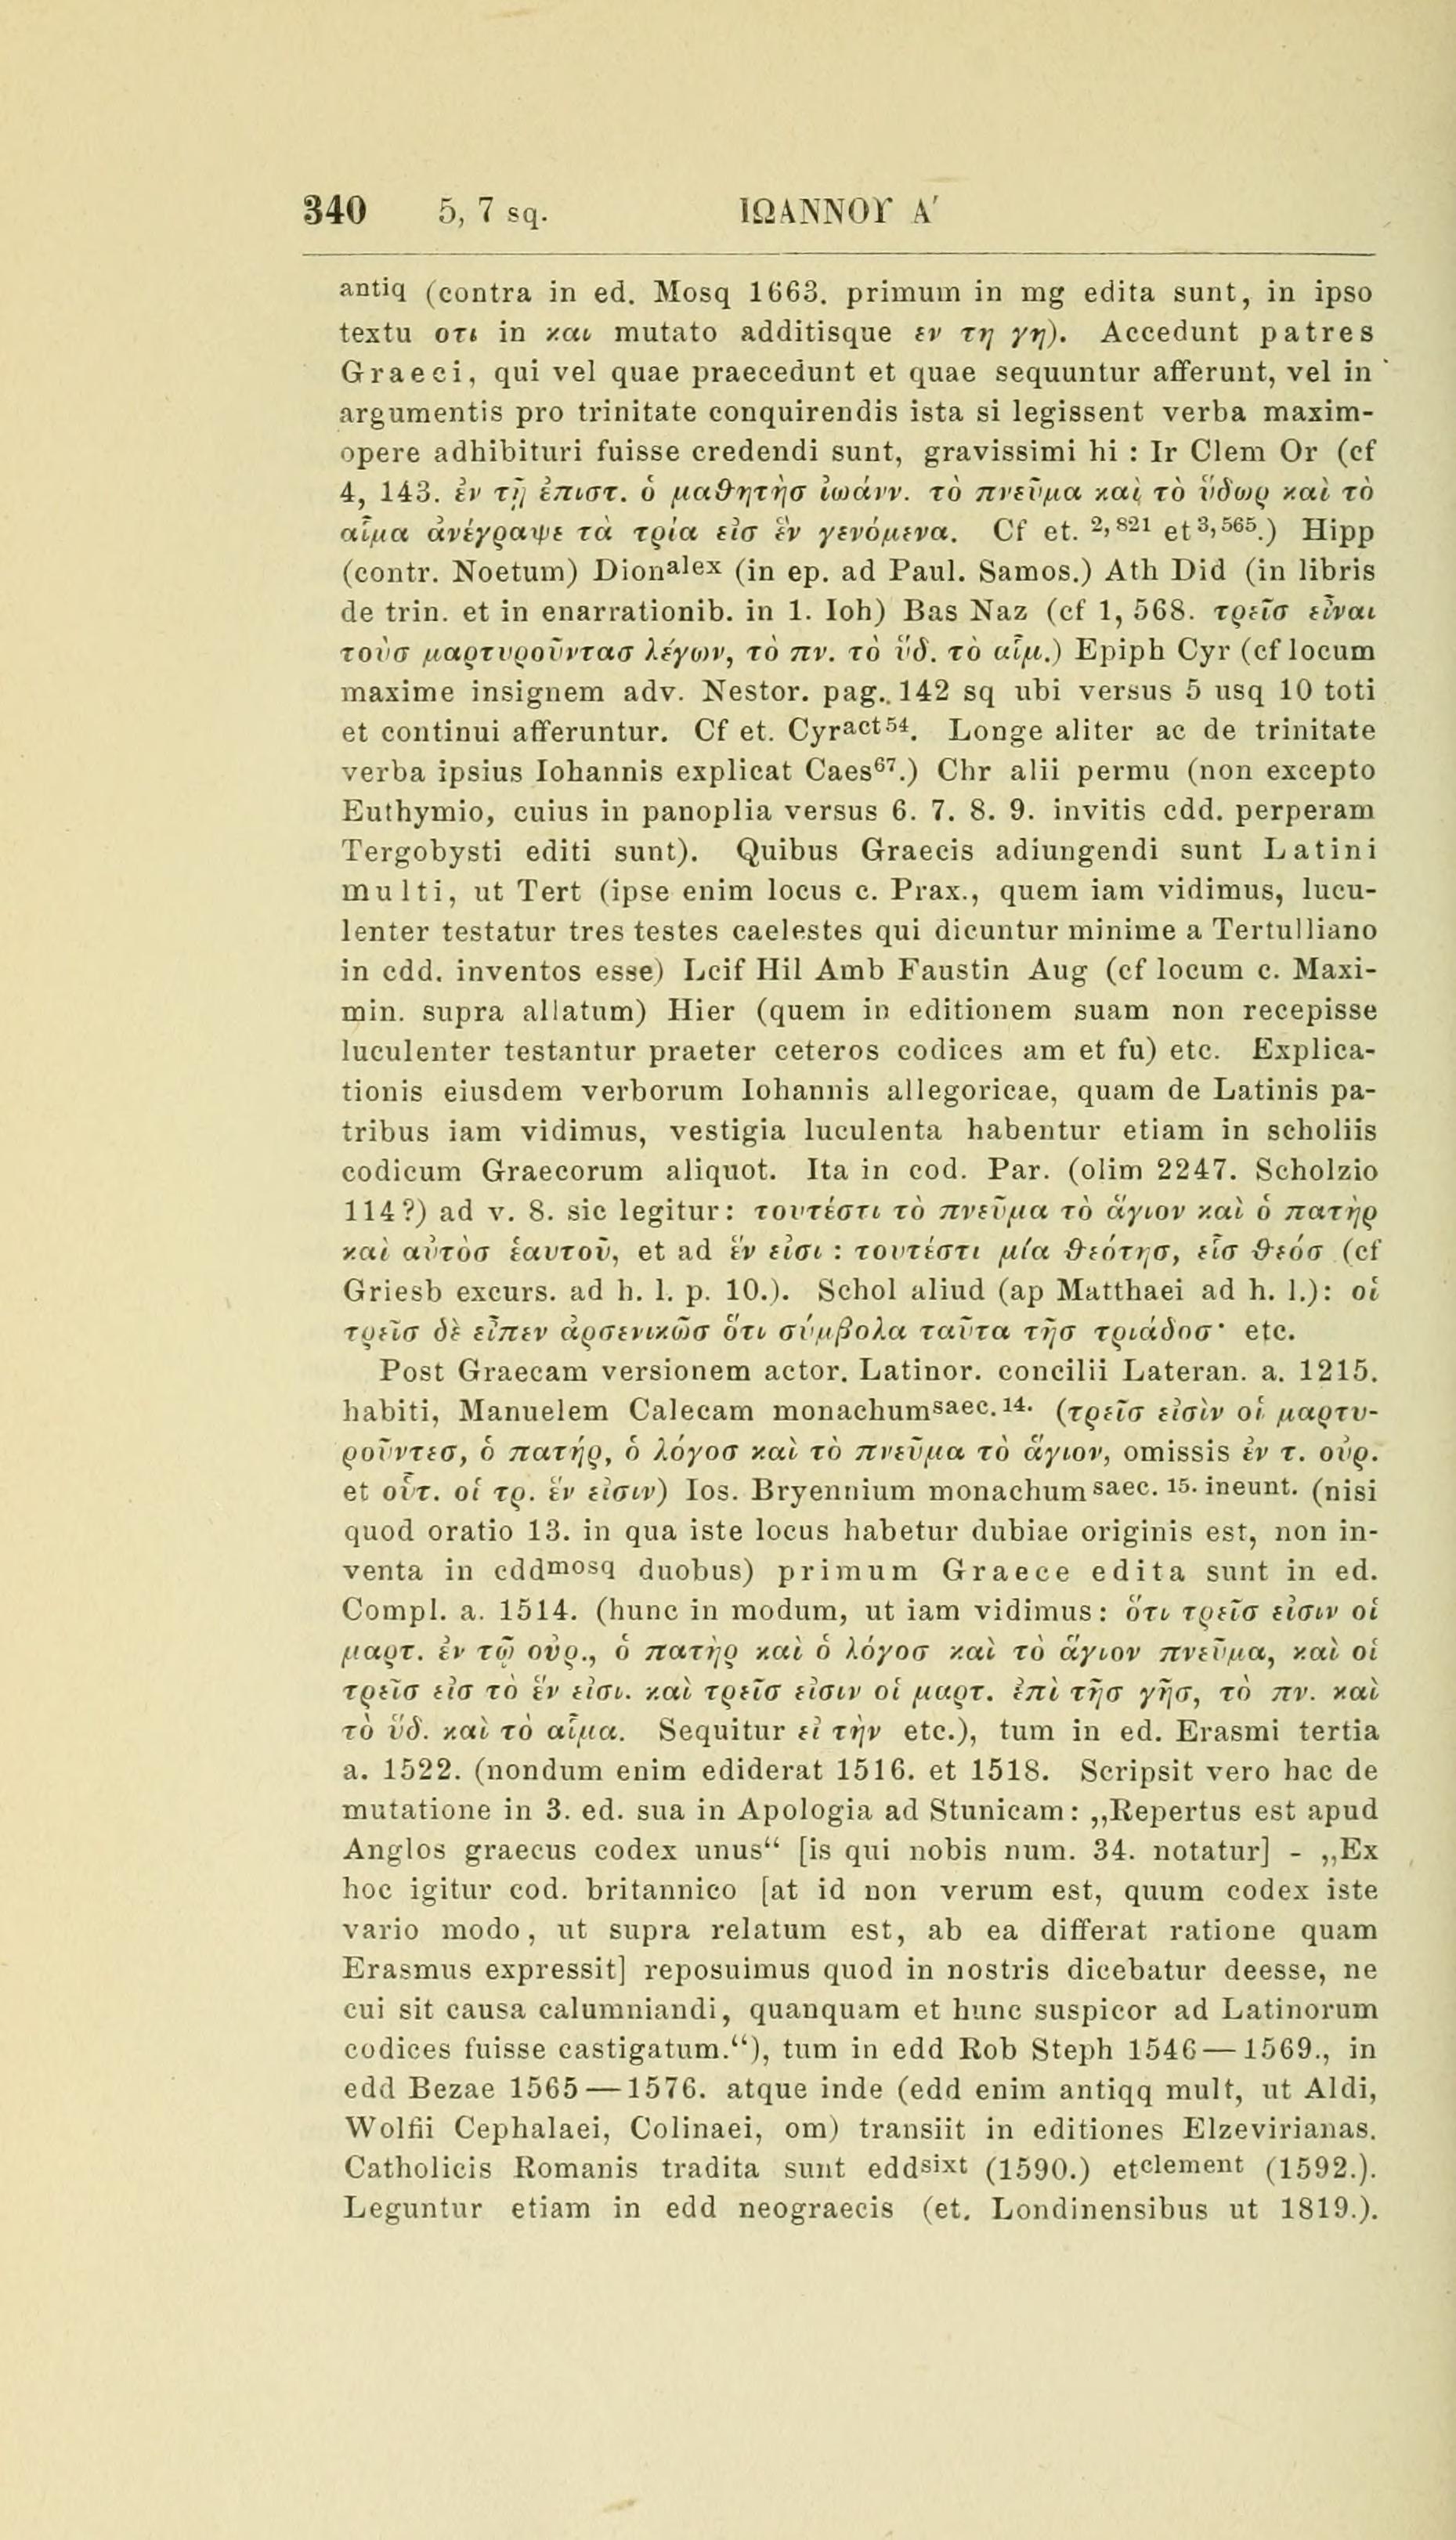 340 5, 7 sq. ΙΩΑΝΝΟΥ Α′
antiq (contra in ed. Mosq 1663. primum in mg edita sunt, in ipso
textu οτι in και mutato additisque εν τη γη). Accedunt patres
Graeci, qui vel quae praecedunt et quae sequuntur afferunt, vel in
argumentis pro trinitate conquirendis ista si legissent verba maxim-
opere adhibituri fuisse credendi sunt, gravissimi hi : Ir Clem Or (cf
4, 143. ἐν τῇ ἐπιστ. ὁ μαθητὴσ ἰωάνν. τὸ πνεῦμα καὶ τὸ ὕδωρ καὶ τὸ
αἷμα ἀνέγραψε τὰ τρία εἰσ ἓν γενόμενα. Cf et. 2,821 et 3,565.) Hipp
(contr. Noetum) Dionalex (in ep. ad Paul. Samos.) Ath Did (in libris
de trin. et in enarrationib. in 1. Ioh) Bas Naz (cf 1, 568. τρεῖσ εἶναι
τοὺσ μαρτυροῦντασ λέγων, τὸ πν. τὸ ὕδ. τὸ αἷμ.) Epiph Cyr (cf locum
maxime insignem adv. Nestor. pag. 142 sq ubi versus 5 usq 10 toti
et continui afferuntur. Cf et. Cyract 54. Longe aliter ac de trinitate
verba ipsius Iohannis explicat Caes67.) Chr alii permu (non excepto
Euthymio, cuius in panoplia versus 6. 7. 8. 9. invitis cdd. perperam
Tergobysti editi sunt). Quibus Graecis adiungendi sunt Latini
multi, ut Tert (ipse enim locus c. Prax., quem iam vidimus, lucu-
lenter testatur tres testes caelestes qui dicuntur minime a Tertulliano
in cdd. inventos esse) Lcif Hil Amb Faustin Aug (cf locum c. Maxi-
min. supra allatum) Hier (quem in editionem suam non recepisse
luculenter testantur praeter ceteros codices am et fu) etc. Explica-
tionis eiusdem verborum Iohannis allegoricae, quam de Latinis pa-
tribus iam vidimus, vestigia luculenta habentur etiam in scholiis
codicum Graecorum aliquot. Ita in cod. Par. (olim 2247. Scholzio
114?) ad v. 8. sic legitur: τουτέστι τὸ πνεῦμα τὸ ἅγιον καὶ ὁ πατὴρ
καὶ αὐτὸσ ἑαυτοῦ, et ad ἕν εἰσι : τουτέστι μία θεότησ, εἷσ θεόσ (cf
Griesb excurs. ad h. l. p. 10.). Schol aliud (ap Matthaei ad h. l.): οἱ
τρεῖσ δὲ εἶπεν ἀρσενικῶσ ὅτι σύμβολα ταῦτα τῆσ τριάδοσ· etc.
Post Graecam versionem actor. Latinor. concilii Lateran. a. 1215.
habiti, Manuelem Calecam monachumsaec. 14. (τρεῖσ εἰσὶν οἱ μαρτυ-
ροῦντεσ, ὁ πατήρ, ὁ λόγοσ καὶ τὸ πνεῦμα τὸ ἅγιον, omissis ἐν τ. οὐρ.
et οὗτ. οἱ τρ. ἕν εἰσιν) Ios. Bryennium monachum saec. 15. ineunt. (nisi
quod oratio 13. in qua iste locus habetur dubiae originis est, non in-
venta in cddmosq duobus) primum Graece edita sunt in ed.
Compl. a. 1514. (hunc in modum, ut iam vidimus: ὅτι τρεῖσ εἰσιν οἱ
μαρτ. ἐν τῷ οὐρ., ὁ πατὴρ καὶ ὁ λόγοσ καὶ τὸ ἅγιον πνεῦμα, καὶ οἱ
τρεῖσ εἰσ τὸ ἕν εἰσι. καὶ τρεῖσ εἰσιν οἱ μαρτ. ἐπὶ τῆσ γῆσ, τὸ πν. καὶ
τὸ ὕδ. καὶ τὸ αἷμα. Sequitur εἰ τὴν etc.), tum in ed. Erasmi tertia
a. 1522. (nondum enim ediderat 1516. et 1518. Scripsit vero hac de
mutatione in 3. ed. sua in Apologia ad Stunicam: „Repertus est apud
Anglos graecus codex unus“ [is qui nobis num. 34. notatur] - „Ex
hoc igitur cod. britannico [at id non verum est, quum codex iste
vario modo, ut supra relatum est, ab ea differat ratione quam
Erasmus expressit] reposuimus quod in nostris dicebatur deesse, ne
cui sit causa calumniandi, quanquam et hunc suspicor ad Latinorum
codices fuisse castigatum.“), tum in edd Rob Steph 1546—1569., in
edd Bezae 1565—1576. atque inde (edd enim antiqq mult, ut Aldi,
Wolfii Cephalaei, Colinaei, om) transiit in editiones Elzevirianas.
Catholicis Romanis tradita sunt eddsixt (1590.) etclement (1592.).
Leguntur etiam in edd neograecis (et. Londinensibus ut 1819.).